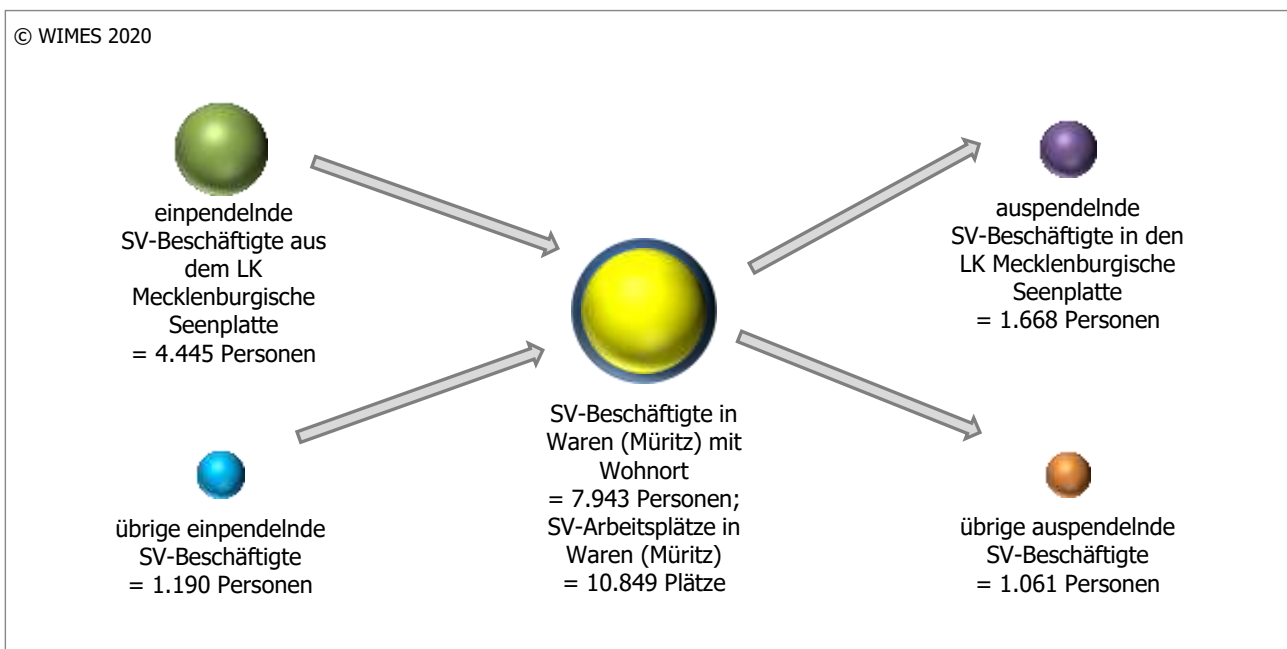 © WIMES 2020
einpendelnde
SV-Beschäftigte aus
dem LK
Mecklenburgische
Seenplatte
= 4.445 Personen
übrige einpendelnde
SV-Beschäftigte
= 1.190 Personen
SV-Beschäftigte in
Waren (Müritz) mit
Wohnort
= 7.943 Personen;
SV-Arbeitsplätze in
Waren (Müritz)
= 10.849 Plätze
auspendelnde
SV-Beschäftigte in den
LK Mecklenburgische
Seenplatte
= 1.668 Personen
übrige auspendelnde
SV-Beschäftigte
= 1.061 Personen